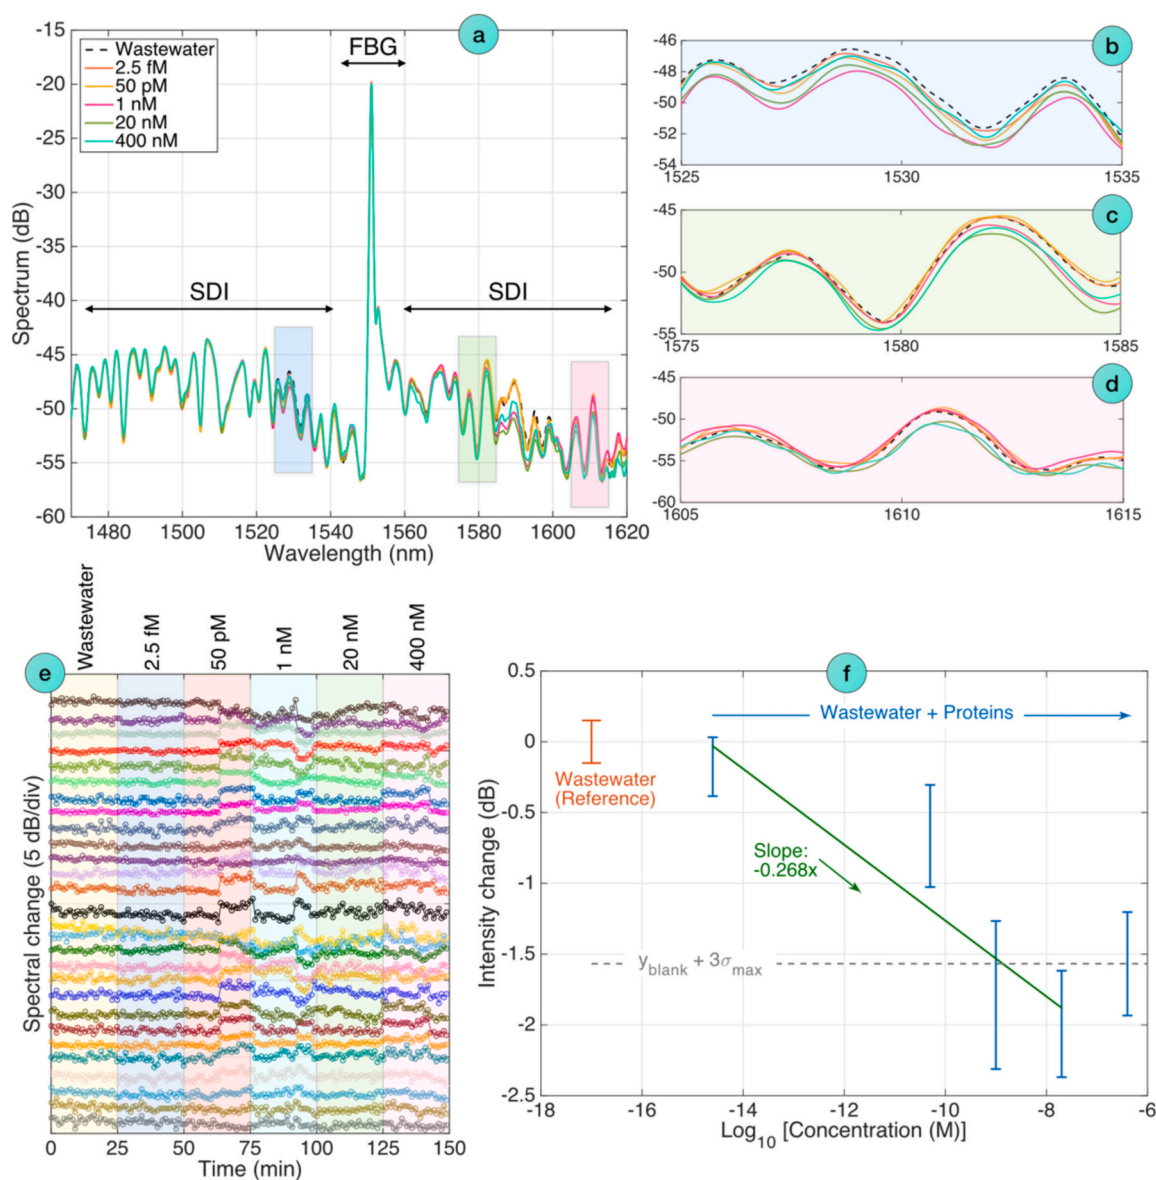 a
FBG
Wastewater
2.5 fM
50 pM
1 nM
20 nM
400 nM
SDI
SDI
Spectrum (dB)
-15
-20
-25
-30
-35
-40
-45
-50
-55
-60
1480 1500 1520 1540 1560 1580 1600 1620
Wavelength (nm)
b
-46
-48
-50
-52
-54
1525 1530 1535
c
-45
-50
-55
1575 1580 1585
d
-45
-50
-55
-60
1605 1610 1615
e
Wastewater
2.5 fM
50 pM
1 nM
20 nM
400 nM
Spectral change (5 dB/div)
0 25 50 75 100 125 150
Time (min)
f
Wastewater + Proteins
Wastewater
(Reference)
Slope:
-0.268x
y_blank + 3σ_max
Intensity change (dB)
0.5
0
-0.5
-1
-1.5
-2
-2.5
-18 -16 -14 -12 -10 -8 -6
Log10 [Concentration (M)]